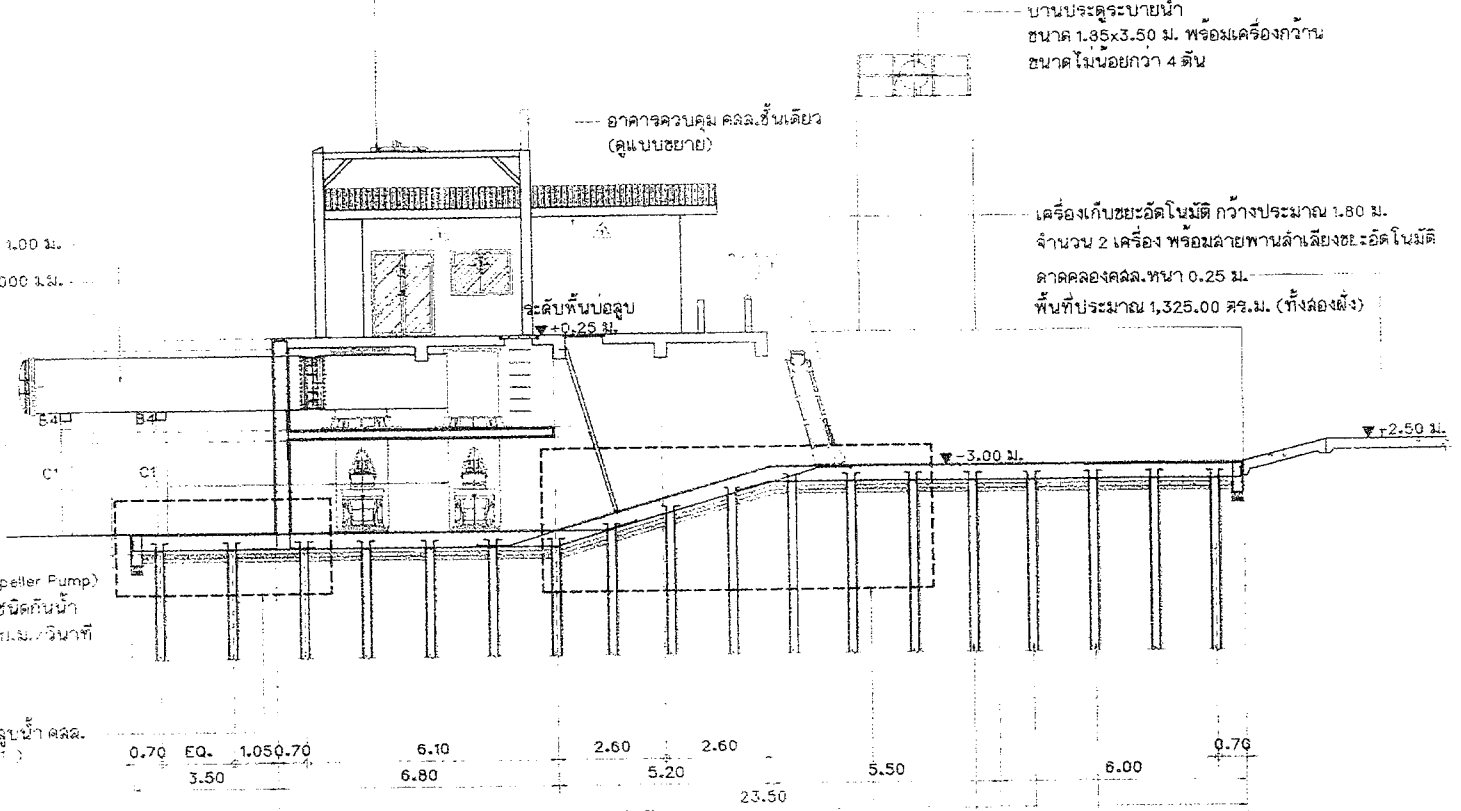 บานประตูระบายน้ำ
ขนาด 1.85x3.50 ม. พร้อมเครื่องกว้าน
ขนาดไม่น้อยกว่า 4 ตัน
อาคารควบคุม คสล.ชั้นเดียว
(ดูแบบขยาย)
เครื่องเก็บขยะอัตโนมัติ กว้างประมาณ 1.80 ม.
จำนวน 2 เครื่อง พร้อมสายพานลำเลียงขยะอัตโนมัติ
ดาดคลองคสล.หนา 0.25 ม.
พื้นที่ประมาณ 1,325.00 ตร.ม. (ทั้งสองฝั่ง)
1.00 ม.
000 ม.ม.
ระดับพื้นบ่อสูบ
+0.25 ม.
B4 B4
-2.50 ม.
-3.00 ม.
C1 C1
peller Pump)
ชนิดกันน้ำ
วินาที
สูบน้ำ คสล.
0.70 EQ. 1.05 0.70 6.10 2.60 2.60 0.70
3.50 6.80 5.20 5.50 6.00
23.50